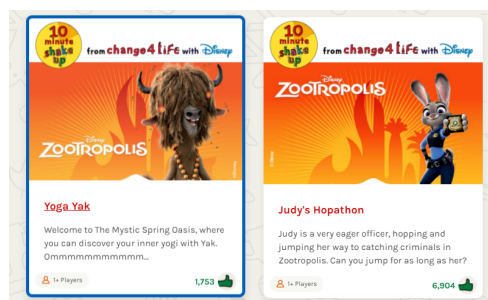 10
minute
shake
up
from change4LiFe with Disney
Disney
ZOOTROPOLIS
Yoga Yak
Welcome to The Mystic Spring Oasis, where
you can discover your inner yogi with Yak.
Ommmmmmmmmmm...
1+ Players
1,753
10
minute
shake
up
from change4LiFe with Disney
Disney
ZOOTROPOLIS
Judy's Hopathon
Judy is a very eager officer, hopping and
jumping her way to catching criminals in
Zootropolis. Can you jump for as long as her?
1+ Players
6,904